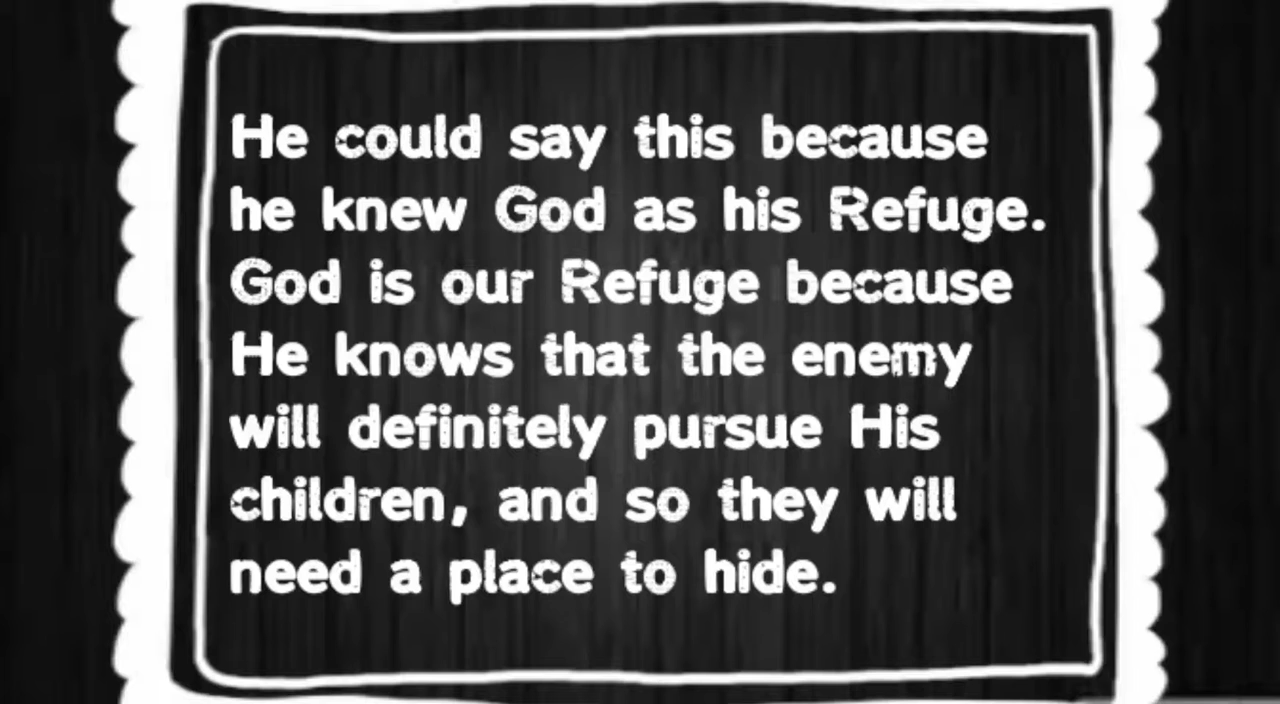 He could say this because
he knew God as his Refuge.
God is our Refuge because
He knows that the enemy
will definitely pursue His
children, and so they will
need a place to hide.